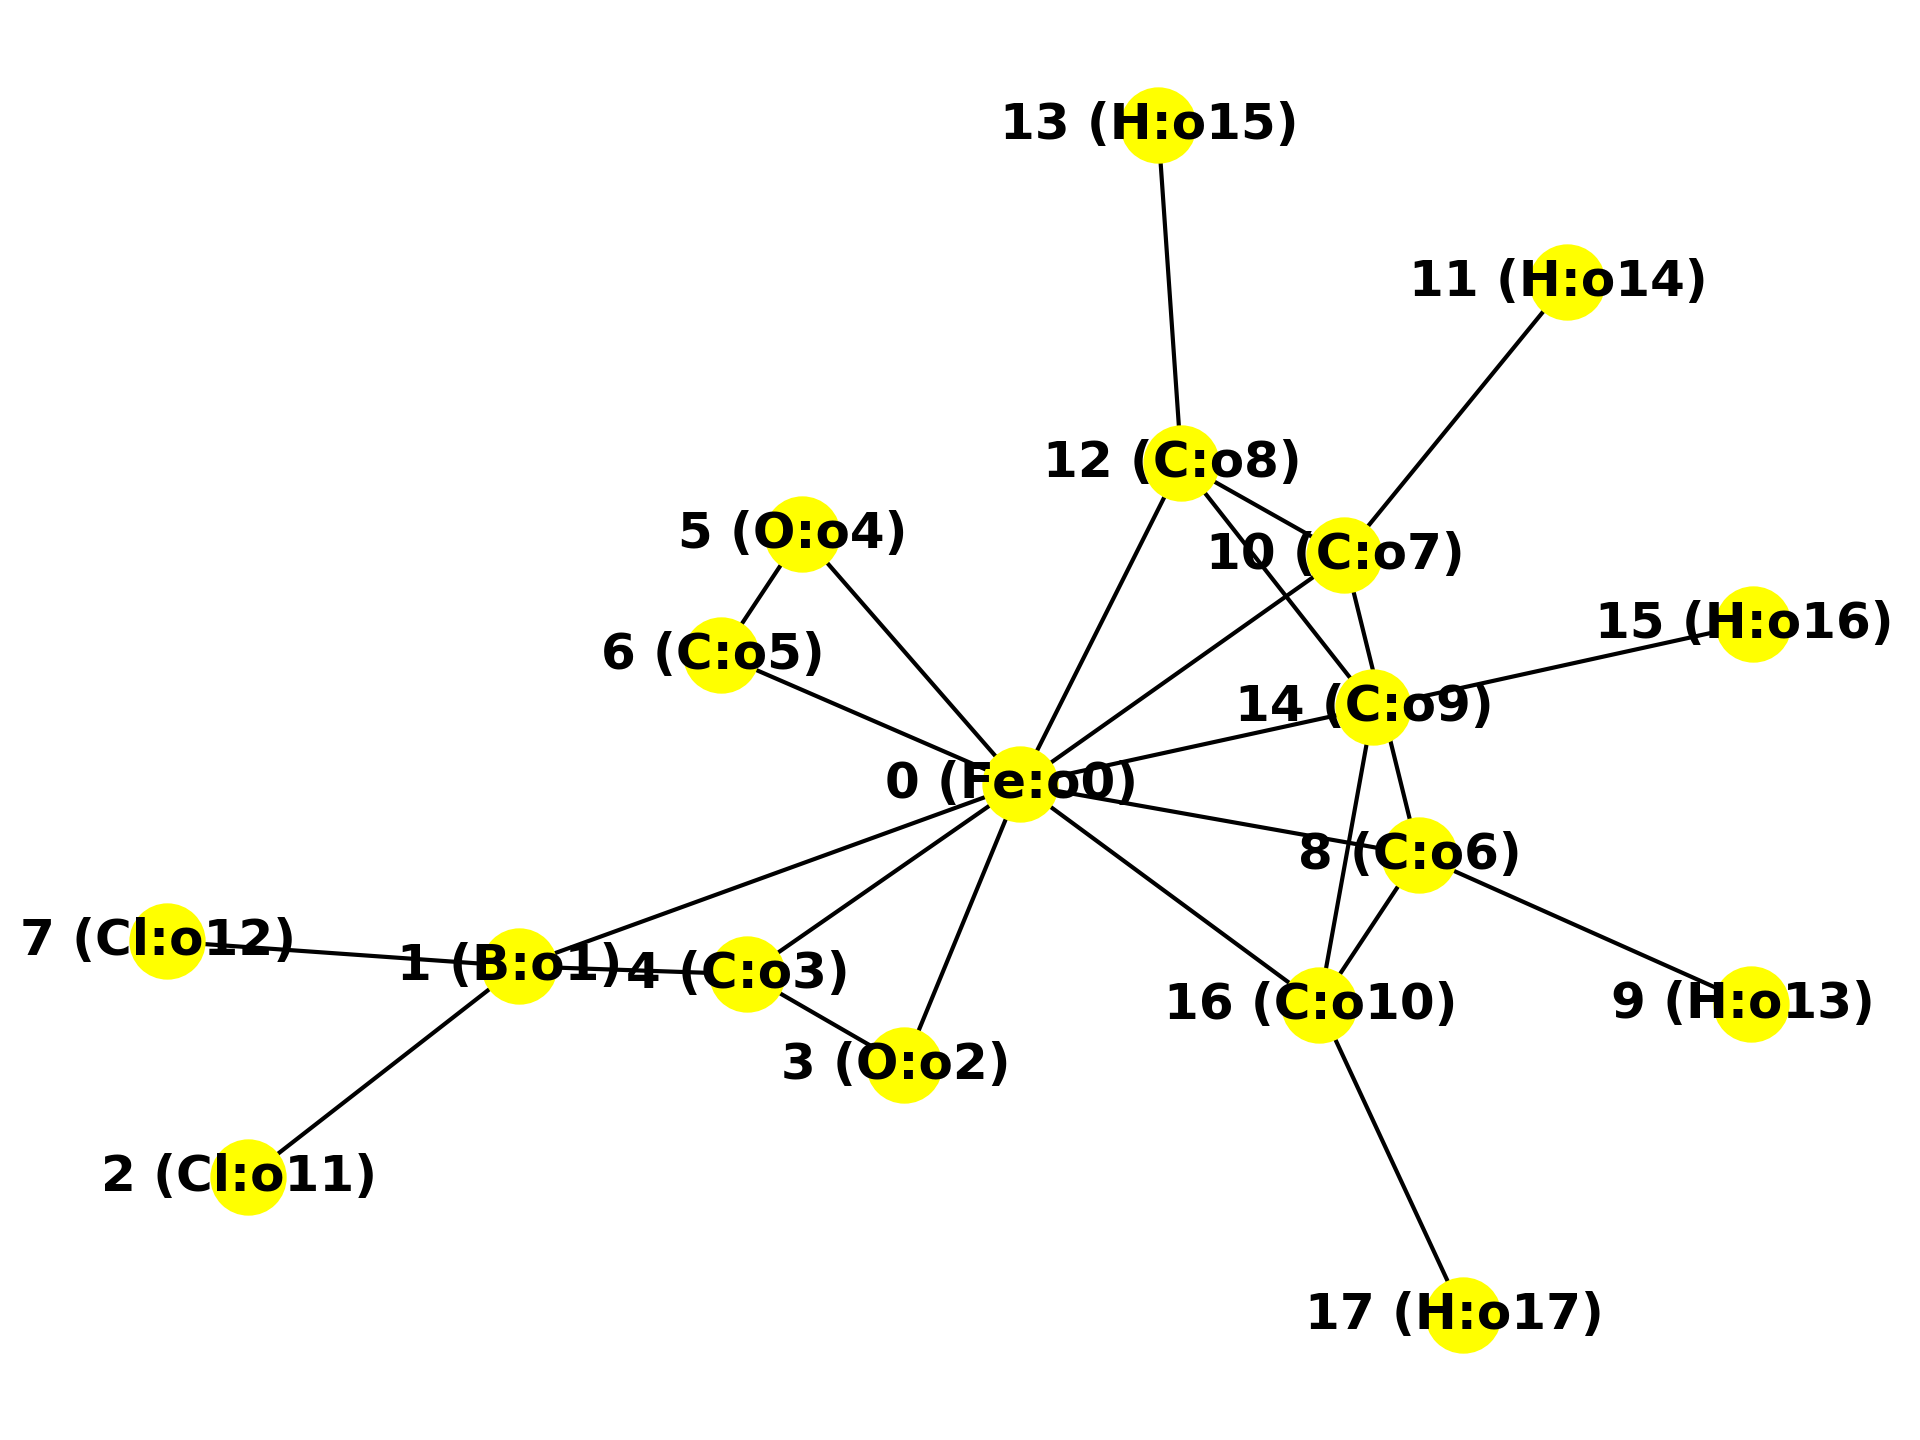 13 (H:o15)
11 (H:o14)
12 (C:o8)
5 (O:o4)
10 (C:o7)
15 (H:o16)
6 (C:o5)
14 (C:o9)
0 (Fe:o0)
8 (C:o6)
7 (Cl:o12)
1 (B:o1)
4 (C:o3)
16 (C:o10)
9 (H:o13)
3 (O:o2)
2 (Cl:o11)
17 (H:o17)